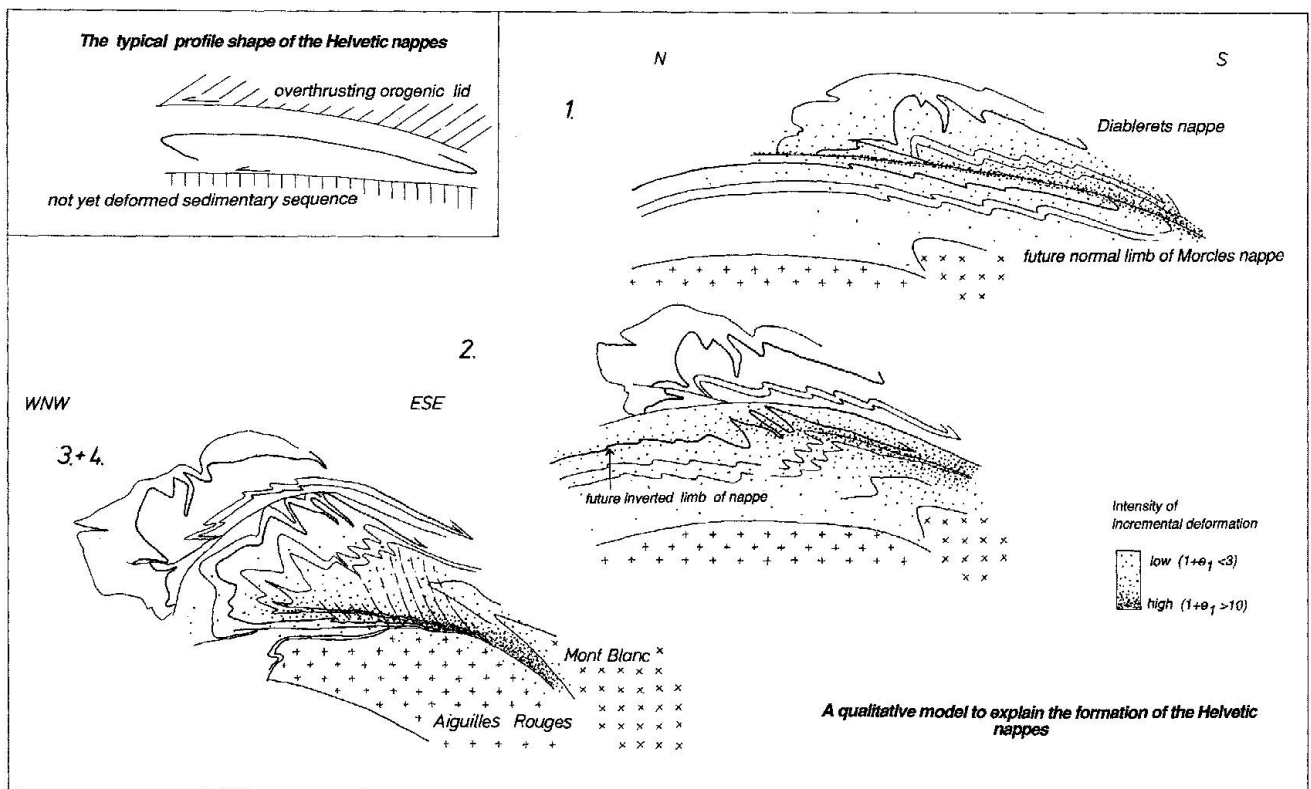 The typical profile shape of the Helvetic nappes
overthrusting orogenic lid
not yet deformed sedimentary sequence
N
S
1.
Diablerets nappe
future normal limb of Morcles nappe
2.
future inverted limb of nappe
WNW
ESE
3.+4.
Mont Blanc
Aiguilles Rouges
Intensity of
incremental deformation
low (1+e1 <3)
high (1+e1 >10)
A qualitative model to explain the formation of the Helvetic
nappes